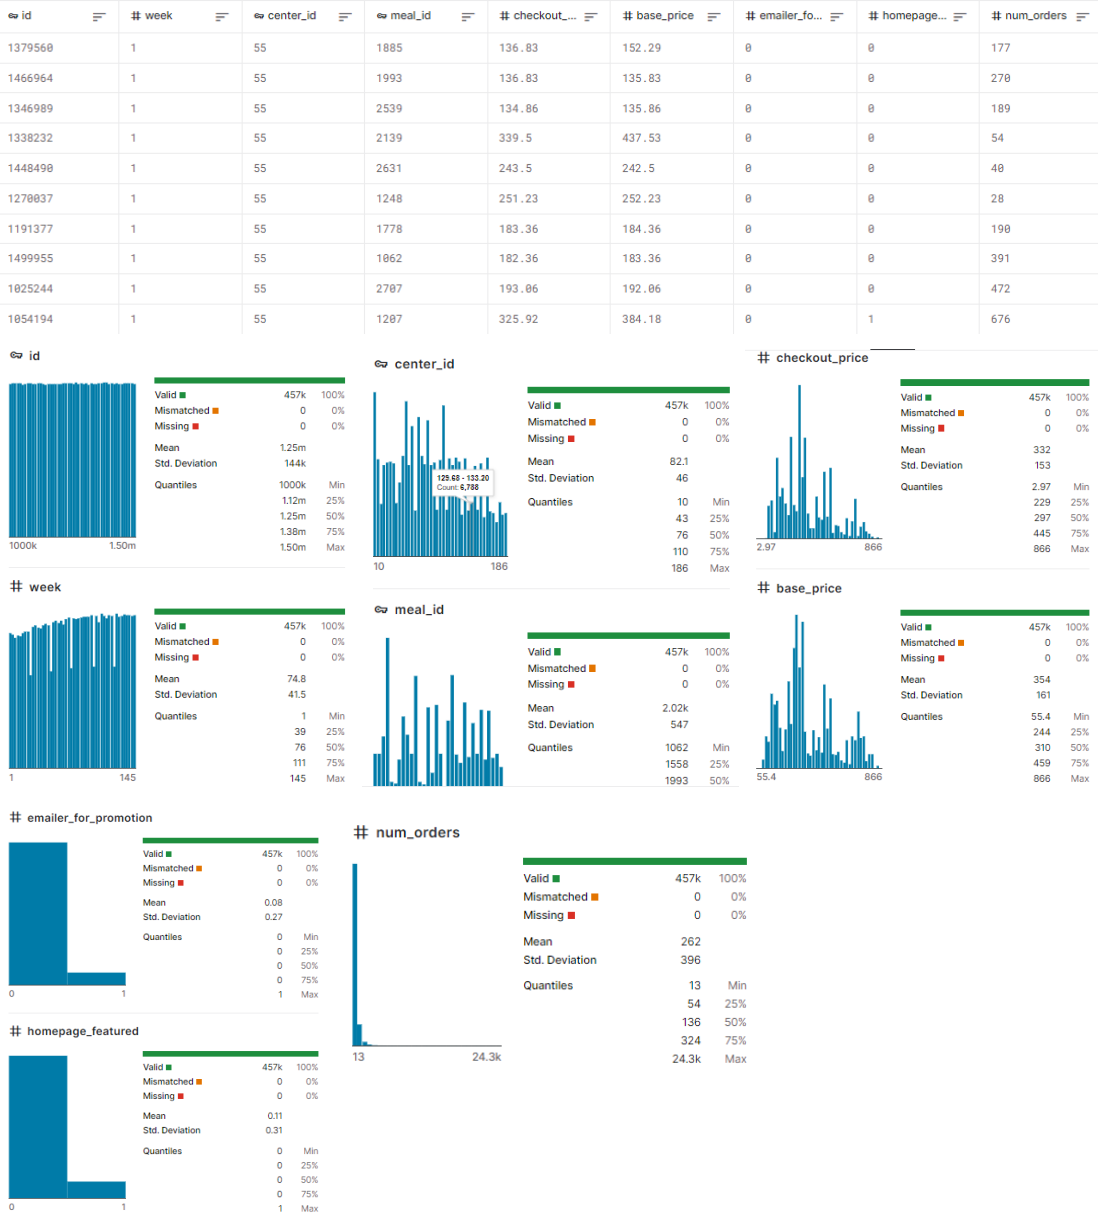 id week center_id meal_id checkout_... base_price emailer_fo... homepage... num_orders
1379560 1 55 1885 136.83 152.29 0 0 177
1466964 1 55 1993 136.83 135.83 0 0 270
1346989 1 55 2539 134.86 135.86 0 0 189
1338232 1 55 2139 339.5 437.53 0 0 54
1448490 1 55 2631 243.5 242.5 0 0 40
1270037 1 55 1248 251.23 252.23 0 0 28
1191377 1 55 1778 183.36 184.36 0 0 190
1499955 1 55 1062 182.36 183.36 0 0 391
1025244 1 55 2707 193.06 192.06 0 0 472
1054194 1 55 1207 325.92 384.18 0 1 676
id
Valid 457k 100%
Mismatched 0 0%
Missing 0 0%
Mean 1.25m
Std. Deviation 144k
Quantiles 1000k Min
1.12m 25%
1.25m 50%
1.38m 75%
1.50m Max
1000k 1.50m
week
Valid 457k 100%
Mismatched 0 0%
Missing 0 0%
Mean 74.8
Std. Deviation 41.5
Quantiles 1 Min
39 25%
76 50%
111 75%
145 Max
1 145
center_id
129.68 - 133.20
Count: 6,788
Valid 457k 100%
Mismatched 0 0%
Missing 0 0%
Mean 82.1
Std. Deviation 46
Quantiles 10 Min
43 25%
76 50%
110 75%
186 Max
10 186
meal_id
Valid 457k 100%
Mismatched 0 0%
Missing 0 0%
Mean 2.02k
Std. Deviation 547
Quantiles 1062 Min
1558 25%
1993 50%
checkout_price
Valid 457k 100%
Mismatched 0 0%
Missing 0 0%
Mean 332
Std. Deviation 153
Quantiles 2.97 Min
229 25%
297 50%
445 75%
866 Max
2.97 866
base_price
Valid 457k 100%
Mismatched 0 0%
Missing 0 0%
Mean 354
Std. Deviation 161
Quantiles 55.4 Min
244 25%
310 50%
459 75%
866 Max
55.4 866
emailer_for_promotion
Valid 457k 100%
Mismatched 0 0%
Missing 0 0%
Mean 0.08
Std. Deviation 0.27
Quantiles 0 Min
0 25%
0 50%
0 75%
1 Max
0 1
homepage_featured
Valid 457k 100%
Mismatched 0 0%
Missing 0 0%
Mean 0.11
Std. Deviation 0.31
Quantiles 0 Min
0 25%
0 50%
0 75%
1 Max
0 1
num_orders
Valid 457k 100%
Mismatched 0 0%
Missing 0 0%
Mean 262
Std. Deviation 396
Quantiles 13 Min
54 25%
136 50%
324 75%
24.3k Max
13 24.3k